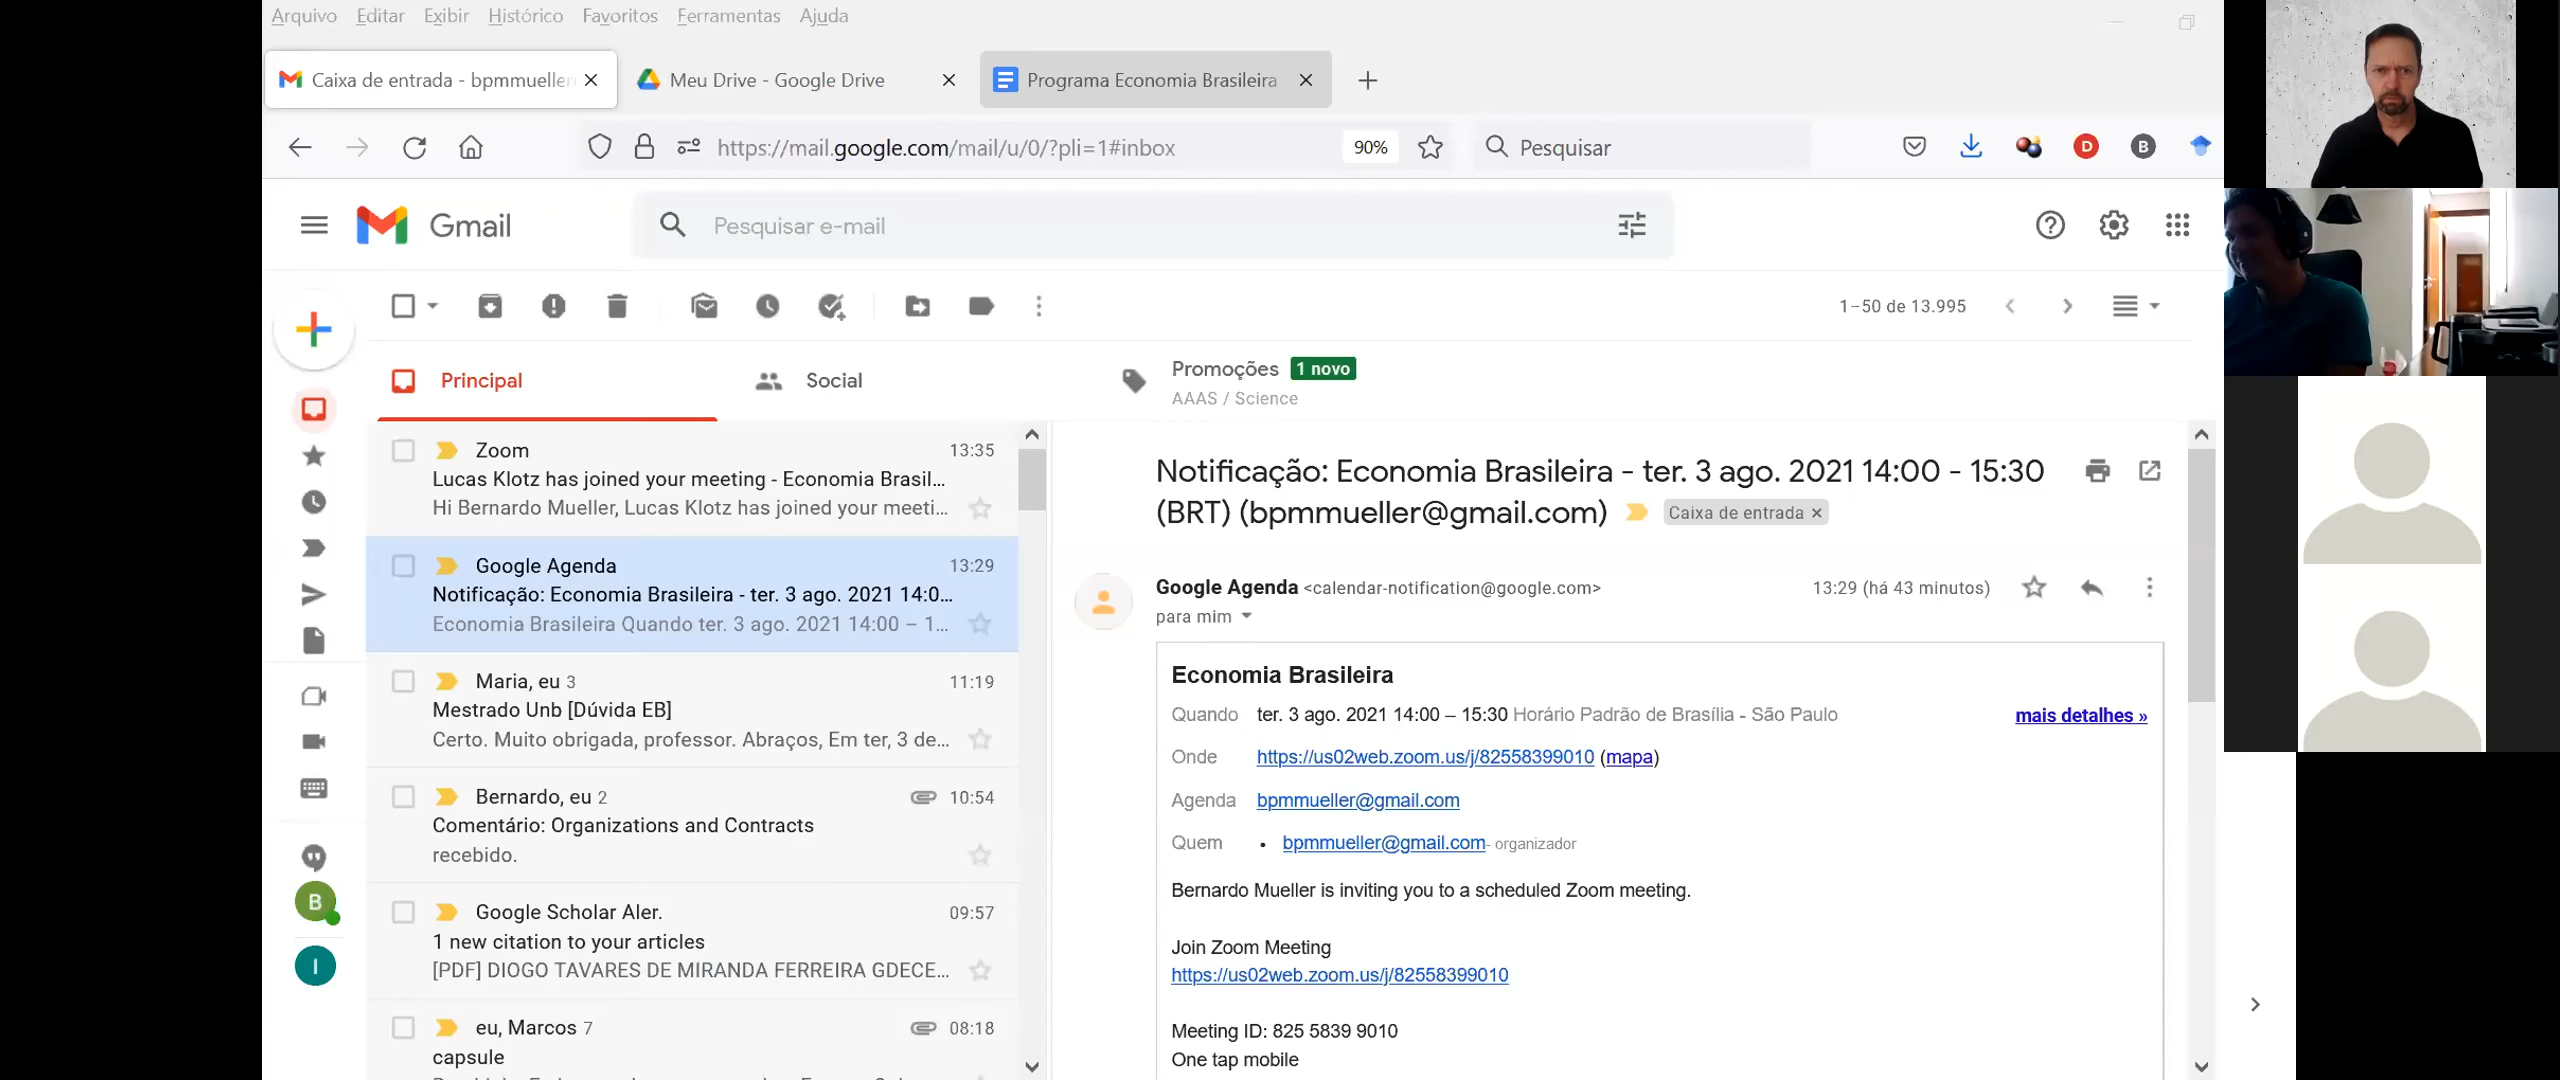 Arquivo Editar Exibir Histórico Favoritos Ferramentas Ajuda
Caixa de entrada - bpmmueller
Meu Drive - Google Drive
Programa Economia Brasileira
https://mail.google.com/mail/u/0/?pli=1#inbox
90%
Pesquisar
D
B
Gmail
Pesquisar e-mail
1–50 de 13.995
Principal
Social
Promoções 1 novo
AAAS / Science
Zoom 13:35
Lucas Klotz has joined your meeting - Economia Brasil...
Hi Bernardo Mueller, Lucas Klotz has joined your meeti...
Google Agenda 13:29
Notificação: Economia Brasileira - ter. 3 ago. 2021 14:0...
Economia Brasileira Quando ter. 3 ago. 2021 14:00 – 1...
Maria, eu 3 11:19
Mestrado Unb [Dúvida EB]
Certo. Muito obrigada, professor. Abraços, Em ter, 3 de...
Bernardo, eu 2 10:54
Comentário: Organizations and Contracts
recebido.
Google Scholar Aler. 09:57
1 new citation to your articles
[PDF] DIOGO TAVARES DE MIRANDA FERREIRA GDECE...
eu, Marcos 7 08:18
capsule
B
I
Notificação: Economia Brasileira - ter. 3 ago. 2021 14:00 - 15:30
(BRT) (bpmmueller@gmail.com) Caixa de entrada
Google Agenda <calendar-notification@google.com> 13:29 (há 43 minutos)
para mim
Economia Brasileira
Quando ter. 3 ago. 2021 14:00 – 15:30 Horário Padrão de Brasília - São Paulo mais detalhes »
Onde https://us02web.zoom.us/j/82558399010 (mapa)
Agenda bpmmueller@gmail.com
Quem • bpmmueller@gmail.com- organizador
Bernardo Mueller is inviting you to a scheduled Zoom meeting.
Join Zoom Meeting
https://us02web.zoom.us/j/82558399010
Meeting ID: 825 5839 9010
One tap mobile